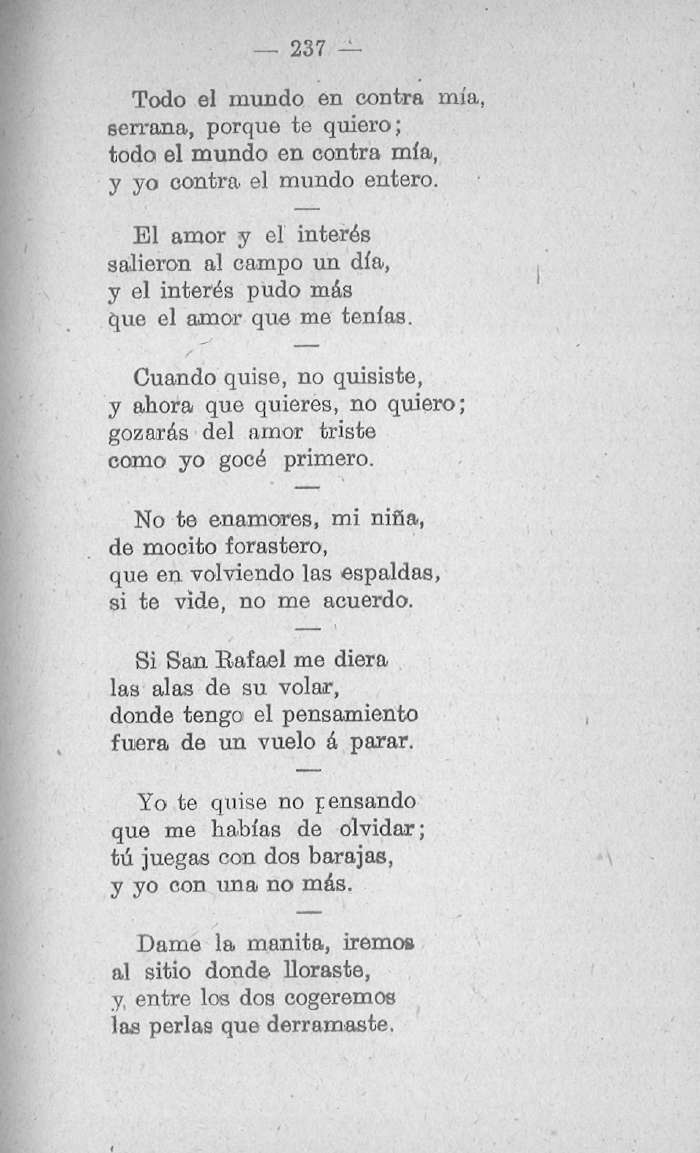 — 237 —
Todo el mundo en contra mía,
serrana, porque te quiero;
todo el mundo en contra mía,
y yo contra el mundo entero.
—
El amor y el interés
salieron al campo un día,
y el interés pudo más
que el amor que me tenías.
—
Cuando quise, no quisiste,
y ahora que quieres, no quiero;
gozarás del amor triste
como yo gocé primero.
—
No te enamores, mi niña,
de mocito forastero,
que en volviendo las espaldas,
si te vide, no me acuerdo.
—
Si San Rafael me diera
las alas de su volar,
donde tengo el pensamiento
fuera de un vuelo á parar.
—
Yo te quise no pensando
que me habías de olvidar;
tú juegas con dos barajas,
y yo con una no más.
—
Dame la manita, iremos
al sitio donde lloraste,
y, entre los dos cogeremos
las perlas que derramaste.